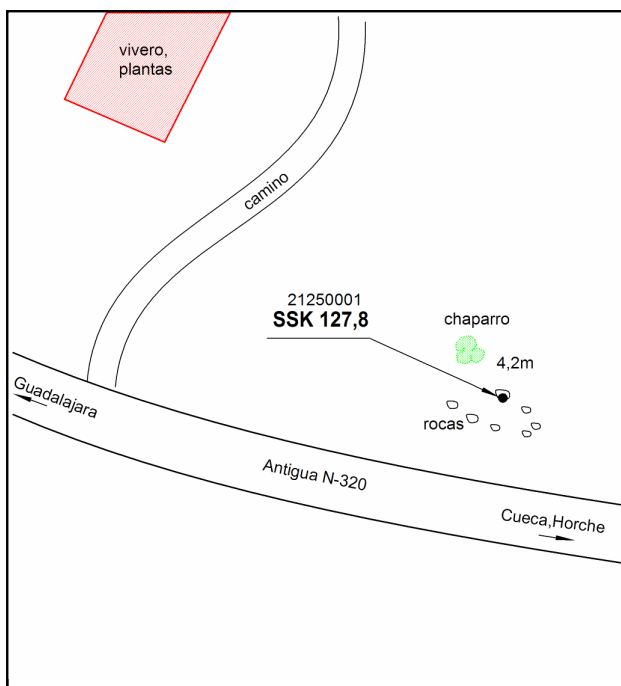 vivero,
plantas
camino
21250001
SSK 127,8
chaparro
4,2m
rocas
Guadalajara
Antigua N-320
Cueca,Horche